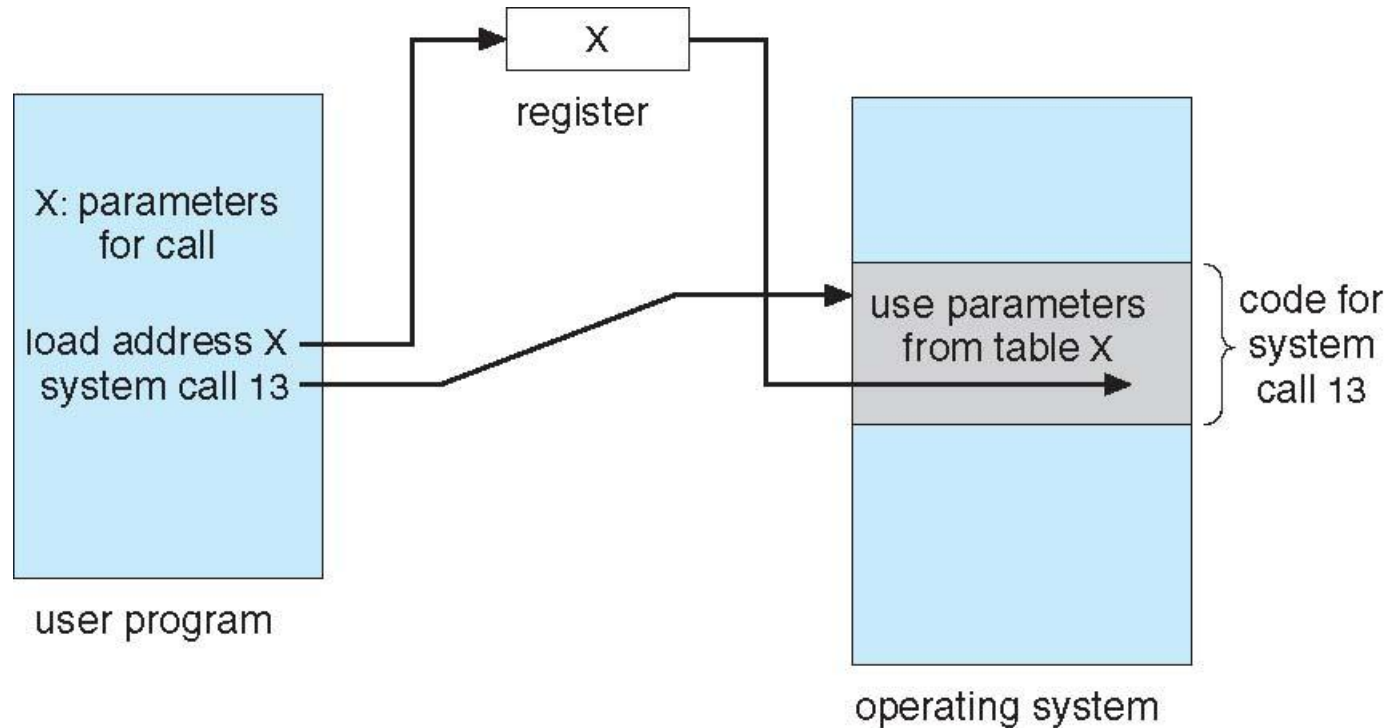 X
register
X: parameters
for call
load address X
system call 13
user program
use parameters
from table X
code for
system
call 13
operating system